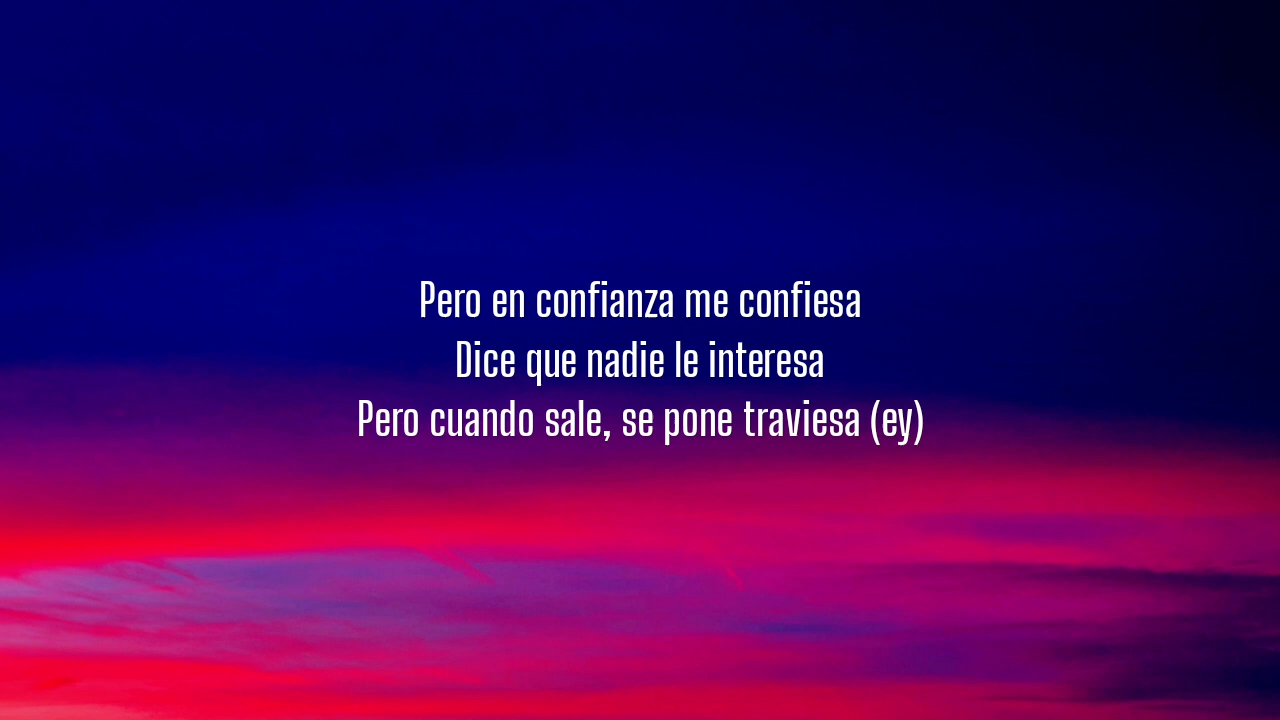 Pero en confianza me confiesa
Dice que nadie le interesa
Pero cuando sale, se pone traviesa (ey)